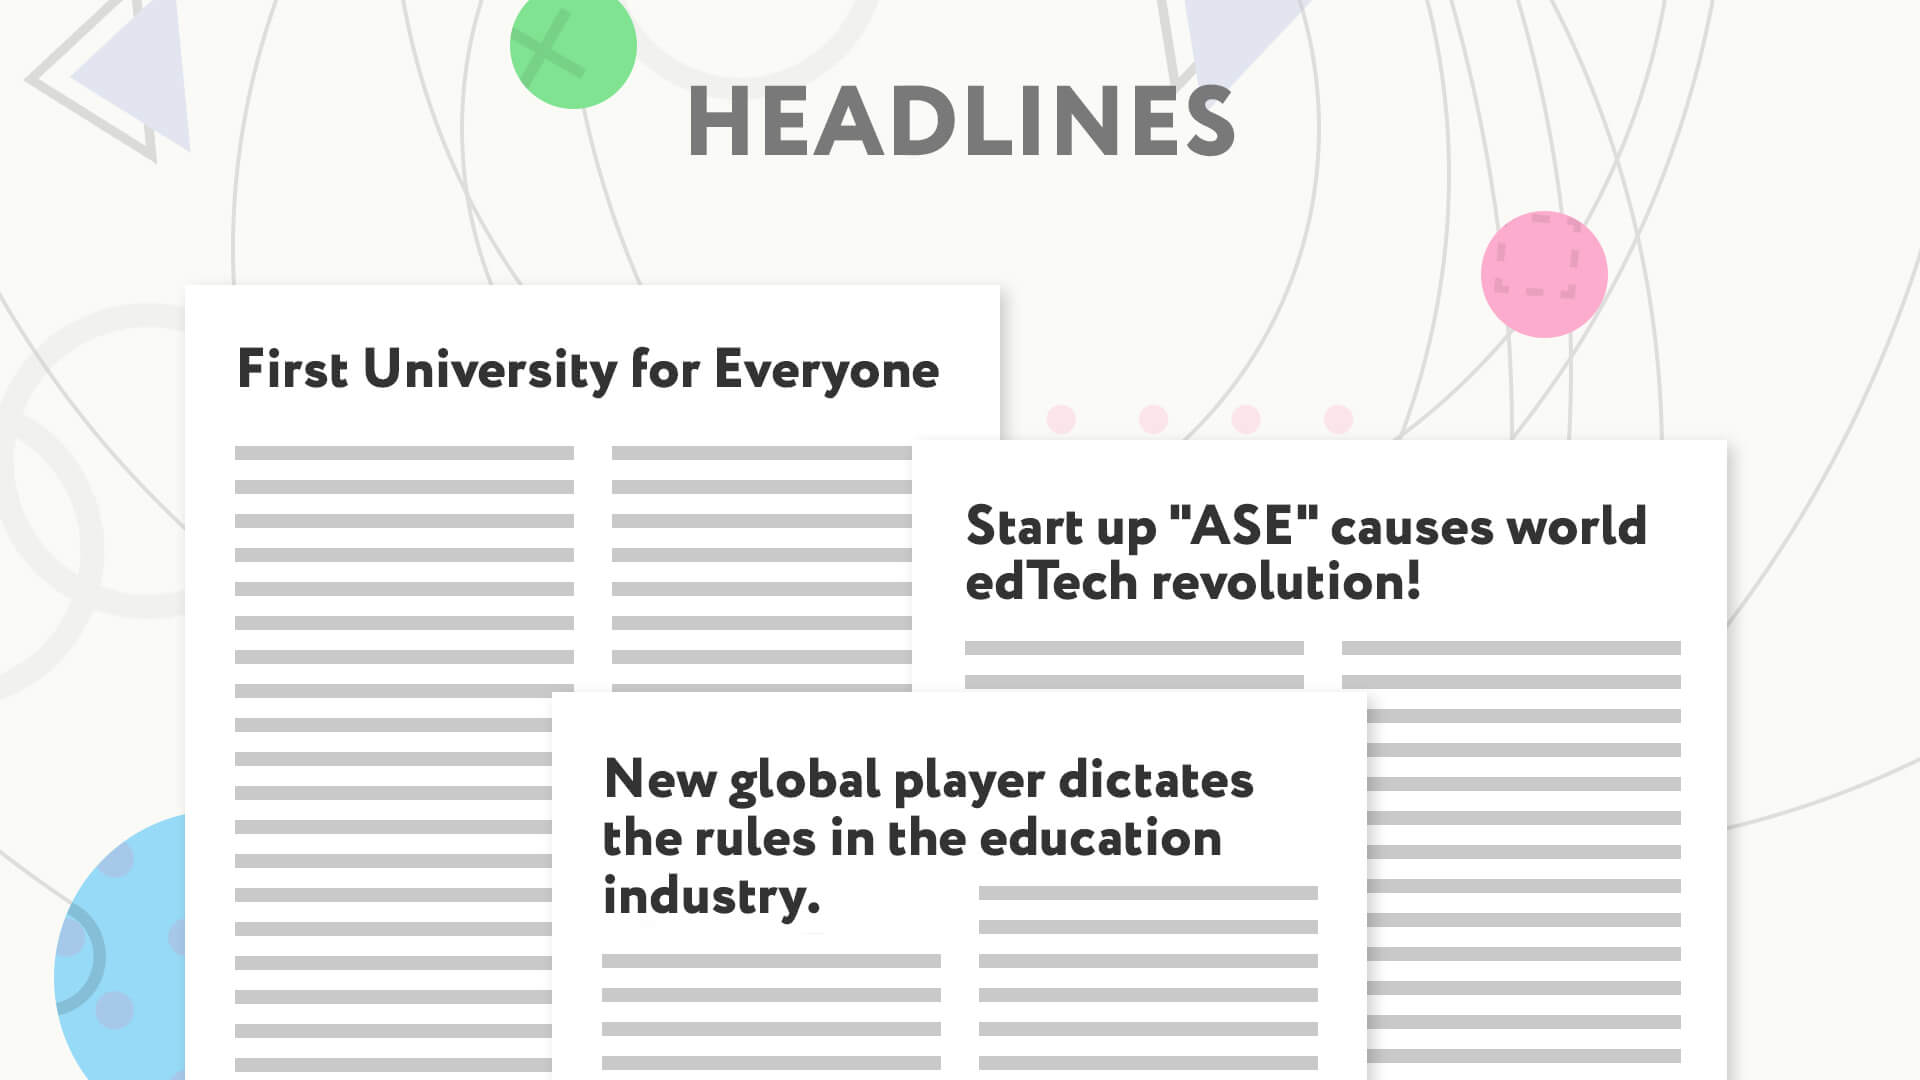 HEADLINES
First University for Everyone
Start up "ASE" causes world
edTech revolution!
New global player dictates
the rules in the education
industry.